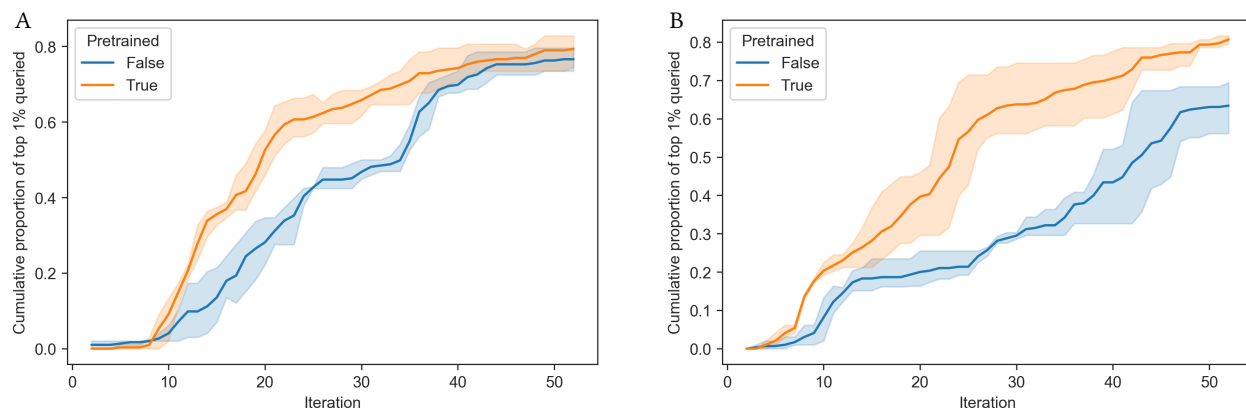 A
Pretrained
False
True
Cumulative proportion of top 1% queried
0.8
0.6
0.4
0.2
0.0
0
10
20
30
40
50
Iteration
B
Pretrained
False
True
Cumulative proportion of top 1% queried
0.8
0.7
0.6
0.5
0.4
0.3
0.2
0.1
0.0
0
10
20
30
40
50
Iteration